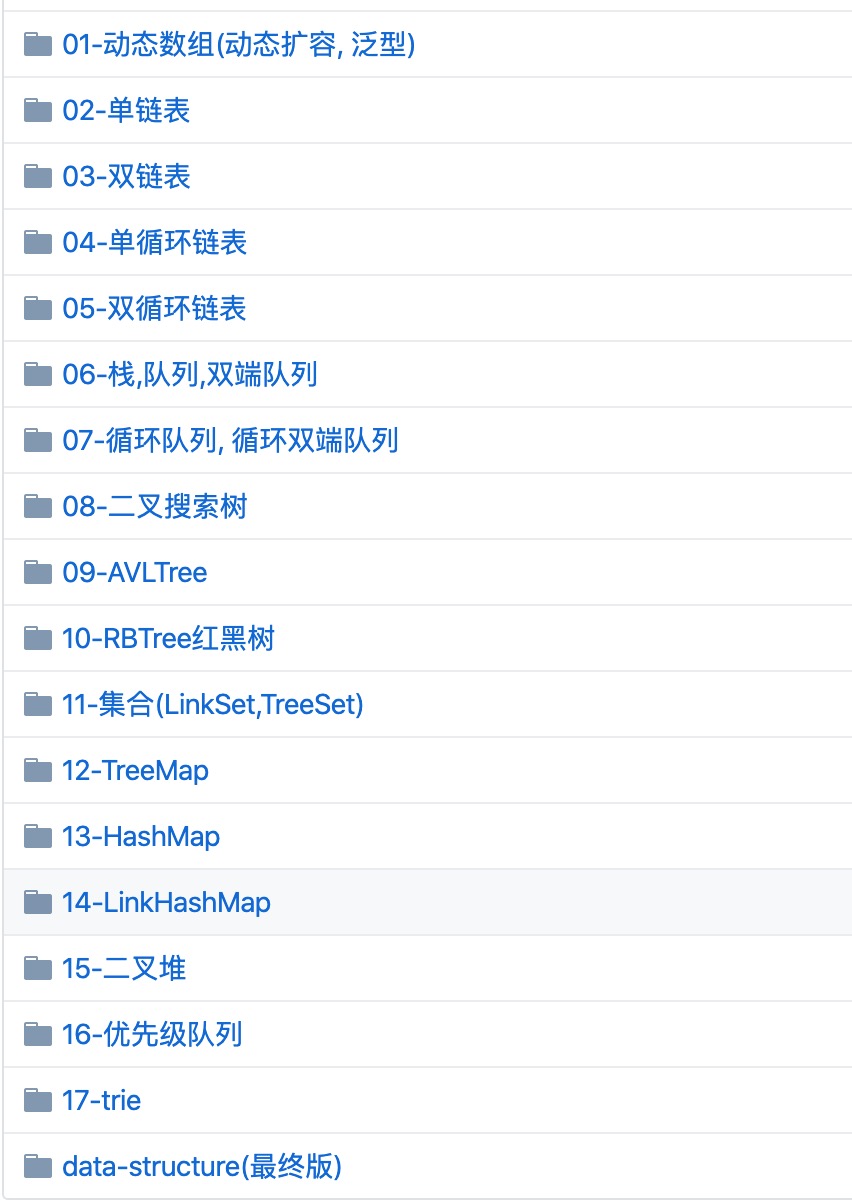 01-动态数组(动态扩容, 泛型)
02-单链表
03-双链表
04-单循环链表
05-双循环链表
06-栈,队列,双端队列
07-循环队列, 循环双端队列
08-二叉搜索树
09-AVLTree
10-RBTree红黑树
11-集合(LinkSet,TreeSet)
12-TreeMap
13-HashMap
14-LinkHashMap
15-二叉堆
16-优先级队列
17-trie
data-structure(最终版)